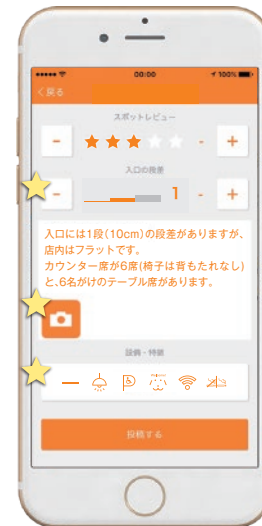 00:00
100%
<戻る
スポットレビュー
- ★★★★★ - +
入口の段差
- 1 - +
入口には1段(10cm)の段差がありますが、
店内はフラットです。
カウンター席が6席(椅子は背もたれなし)
と、6名がけのテーブル席があります。
設備・特徴
投稿する